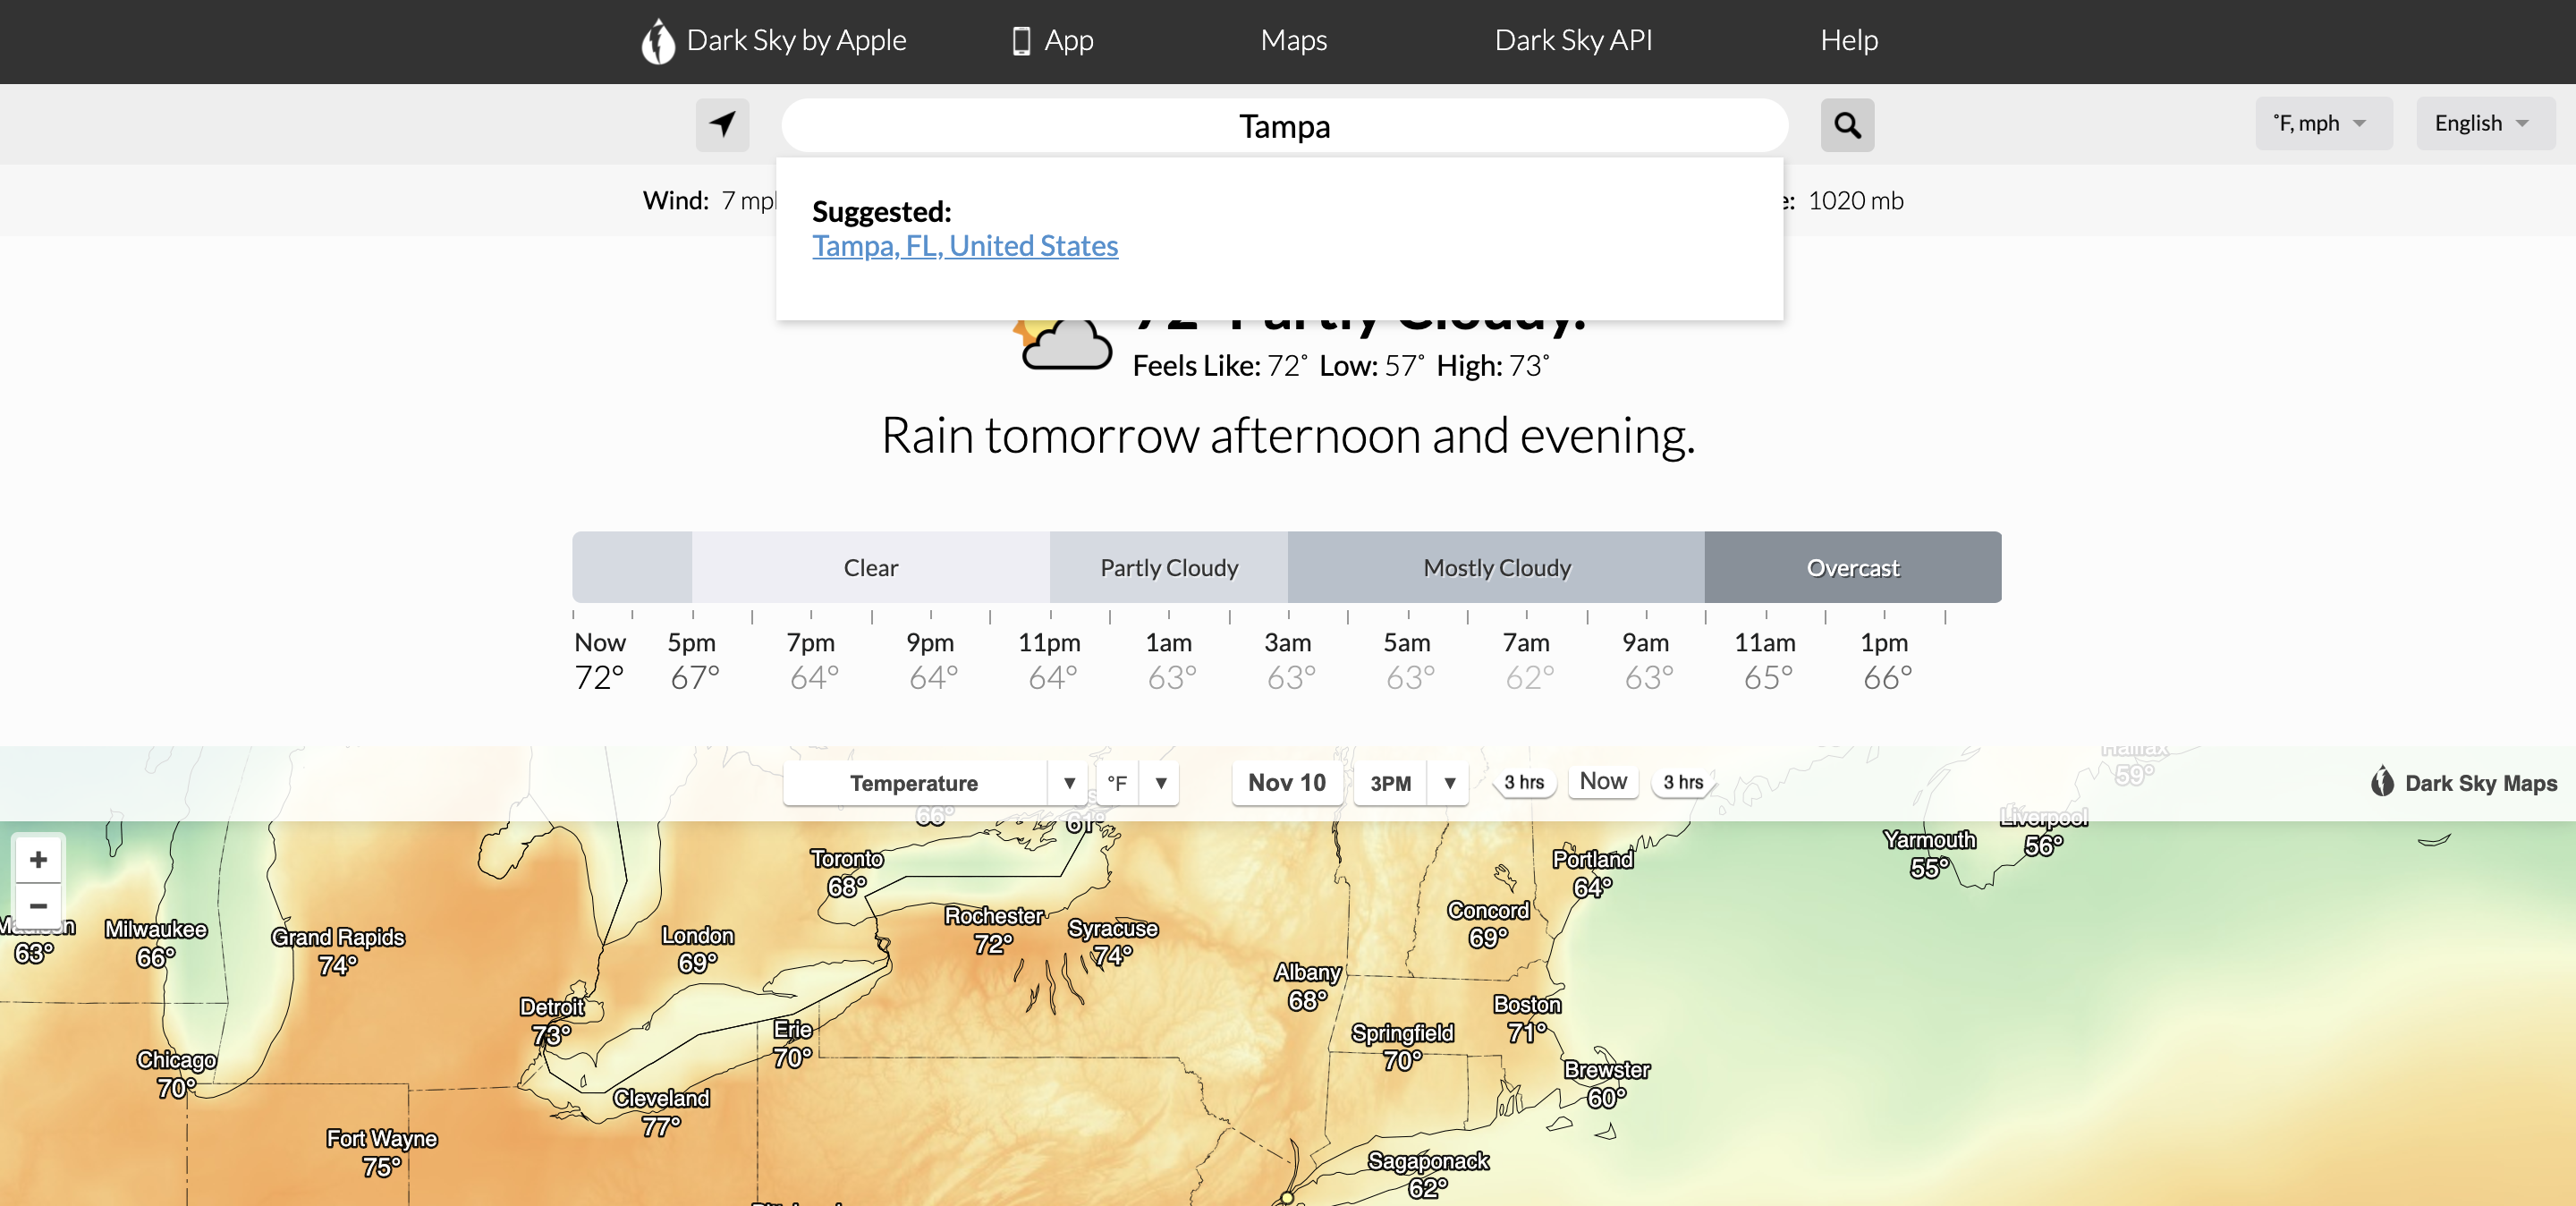 Dark Sky by Apple
App
Maps
Dark Sky API
Help
Tampa
˚F, mph
English
Wind: 7 mph
1020 mb
Suggested:
Tampa, FL, United States
72˚ Partly Cloudy.
Feels Like: 72˚ Low: 57˚ High: 73˚
Rain tomorrow afternoon and evening.
Clear
Partly Cloudy
Mostly Cloudy
Overcast
Now 5pm 7pm 9pm 11pm 1am 3am 5am 7am 9am 11am 1pm
72° 67° 64° 64° 64° 63° 63° 63° 62° 63° 65° 66°
Temperature
°F
Nov 10
3PM
3 hrs
Now
3 hrs
Dark Sky Maps
Halifax
59°
66°
61°
Liverpool
56°
Yarmouth
55°
+
−
Toronto
68°
Portland
64°
Madison
63°
Milwaukee
66°
Grand Rapids
74°
London
69°
Rochester
72°
Syracuse
74°
Concord
69°
Albany
68°
Detroit
73°
Erie
70°
Boston
71°
Springfield
70°
Chicago
70°
Brewster
60°
Cleveland
77°
Fort Wayne
75°
Sagaponack
62°